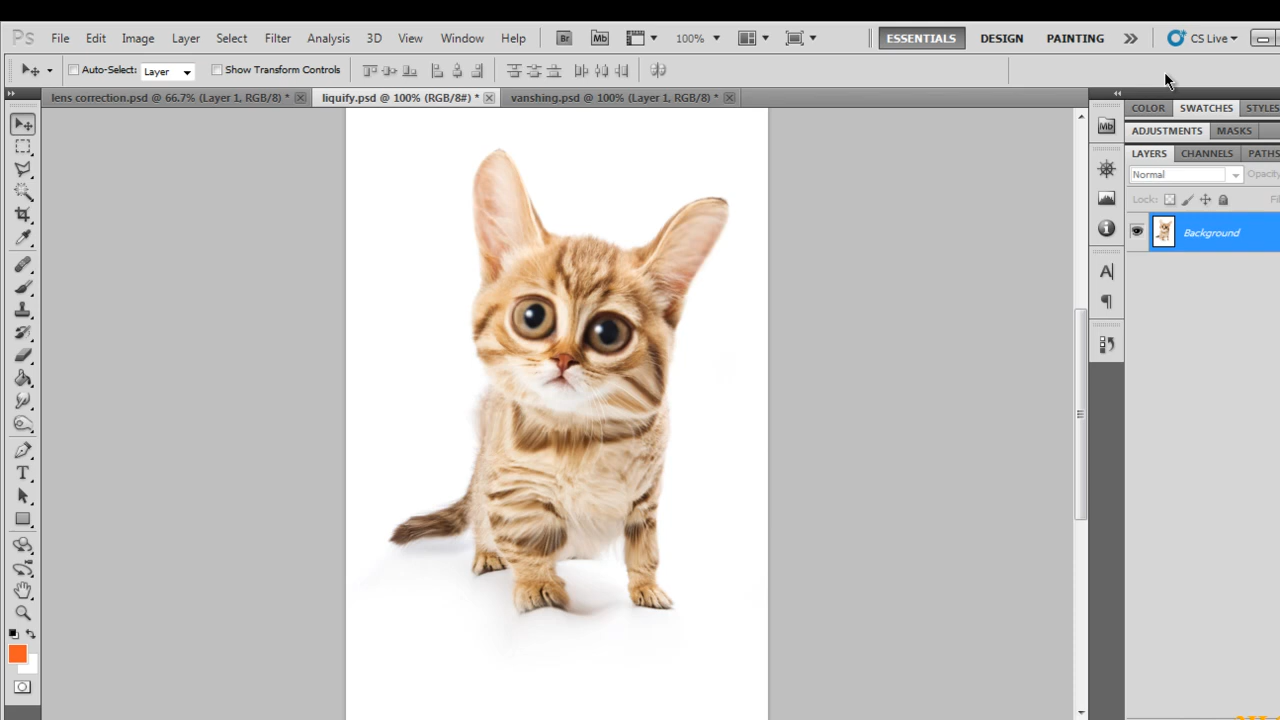 Ps File Edit Image Layer Select Filter Analysis 3D View Window Help Br Mb 100% ESSENTIALS DESIGN PAINTING CS Live
Auto-Select: Layer Show Transform Controls
lens correction.psd @ 66.7% (Layer 1, RGB/8) * liquify.psd @ 100% (RGB/8#) * vanshing.psd @ 100% (Layer 1, RGB/8) *
COLOR SWATCHES STYLES
Mb
ADJUSTMENTS MASKS
LAYERS CHANNELS PATHS
Normal Opacity
Lock:
Background
A
T